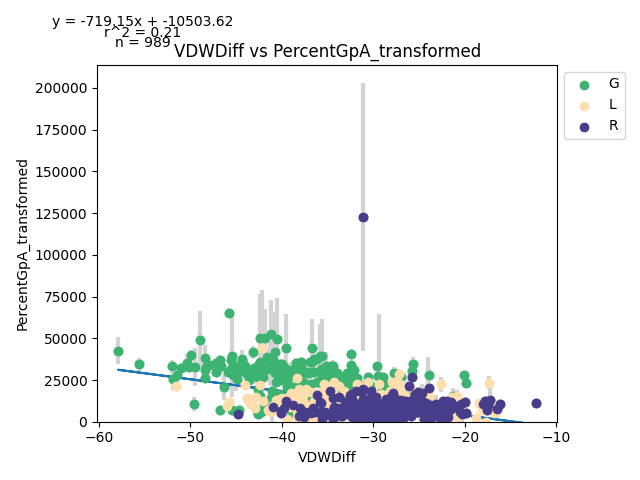 y = -719.15x + -10503.62
r^2 = 0.21
n = 989
VDWDiff vs PercentGpA_transformed
G
L
R
PercentGpA_transformed
200000
175000
150000
125000
100000
75000
50000
25000
0
−60
−50
−40
−30
−20
−10
VDWDiff